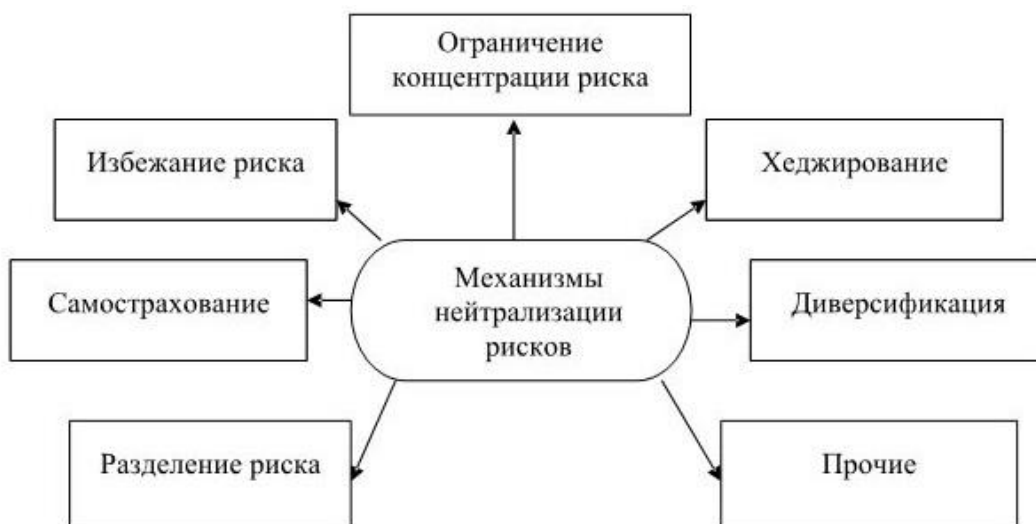 Ограничение
концентрации риска
Избежание риска
Хеджирование
Механизмы
нейтрализации
рисков
Самострахование
Диверсификация
Разделение риска
Прочие